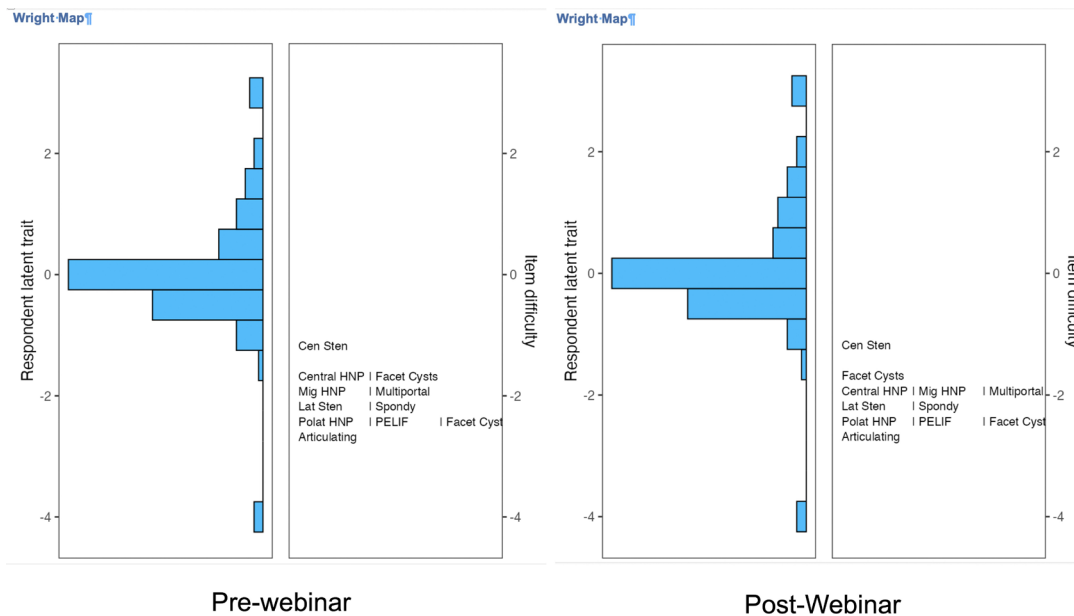 Wright·Map¶
Respondent latent trait
2
0
-2
-4
Cen Sten
Central HNP | Facet Cysts
Mig HNP | Multiportal
Lat Sten | Spondy
Polat HNP | PELIF | Facet Cyst
Articulating
2
0
-2
-4
Item difficulty
Pre-webinar
Wright·Map¶
Respondent latent trait
2
0
-2
-4
Cen Sten
Facet Cysts
Central HNP | Mig HNP | Multiportal
Lat Sten | Spondy
Polat HNP | PELIF | Facet Cyst
Articulating
2
0
-2
-4
Item difficulty
Post-Webinar